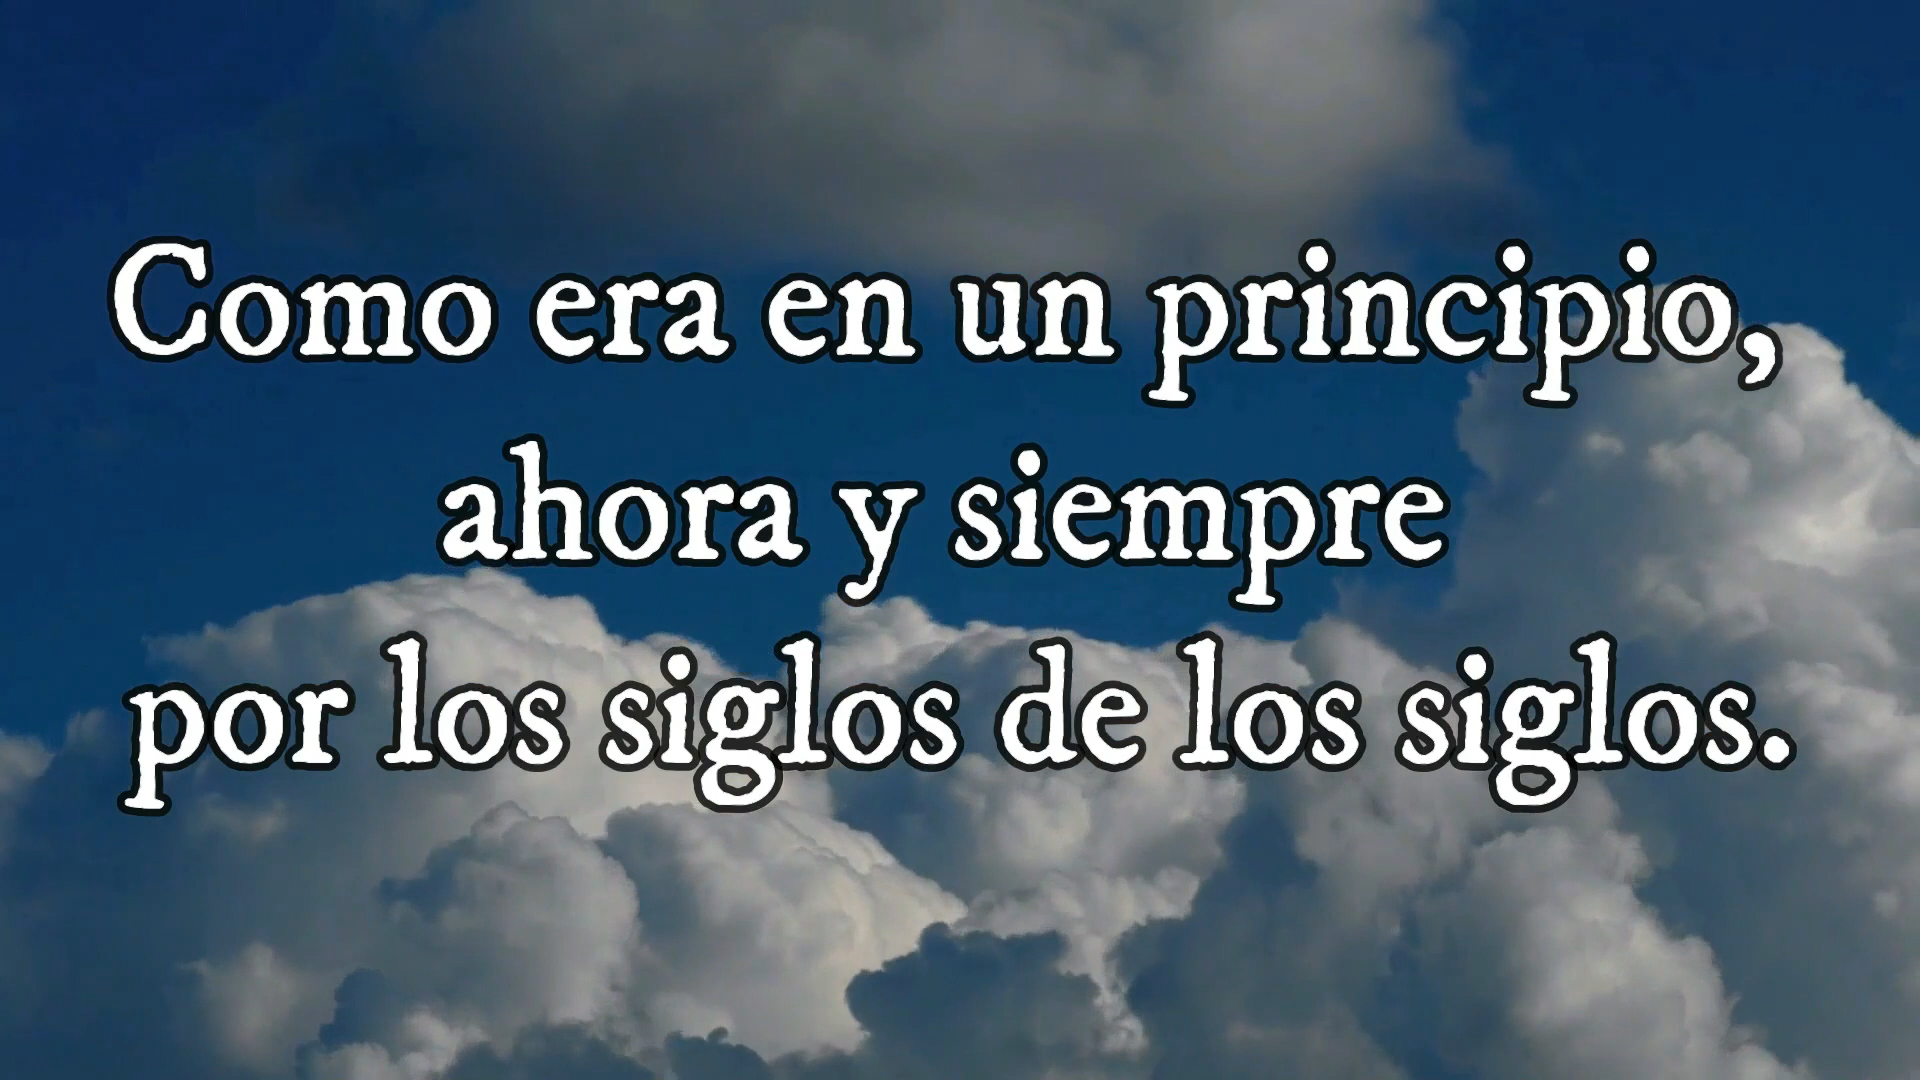 Como era en un principio,
ahora y siempre
por los siglos de los siglos.